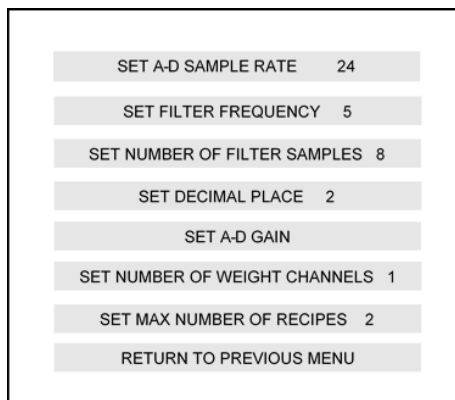 SET A-D SAMPLE RATE 24
SET FILTER FREQUENCY 5
SET NUMBER OF FILTER SAMPLES 8
SET DECIMAL PLACE 2
SET A-D GAIN
SET NUMBER OF WEIGHT CHANNELS 1
SET MAX NUMBER OF RECIPES 2
RETURN TO PREVIOUS MENU